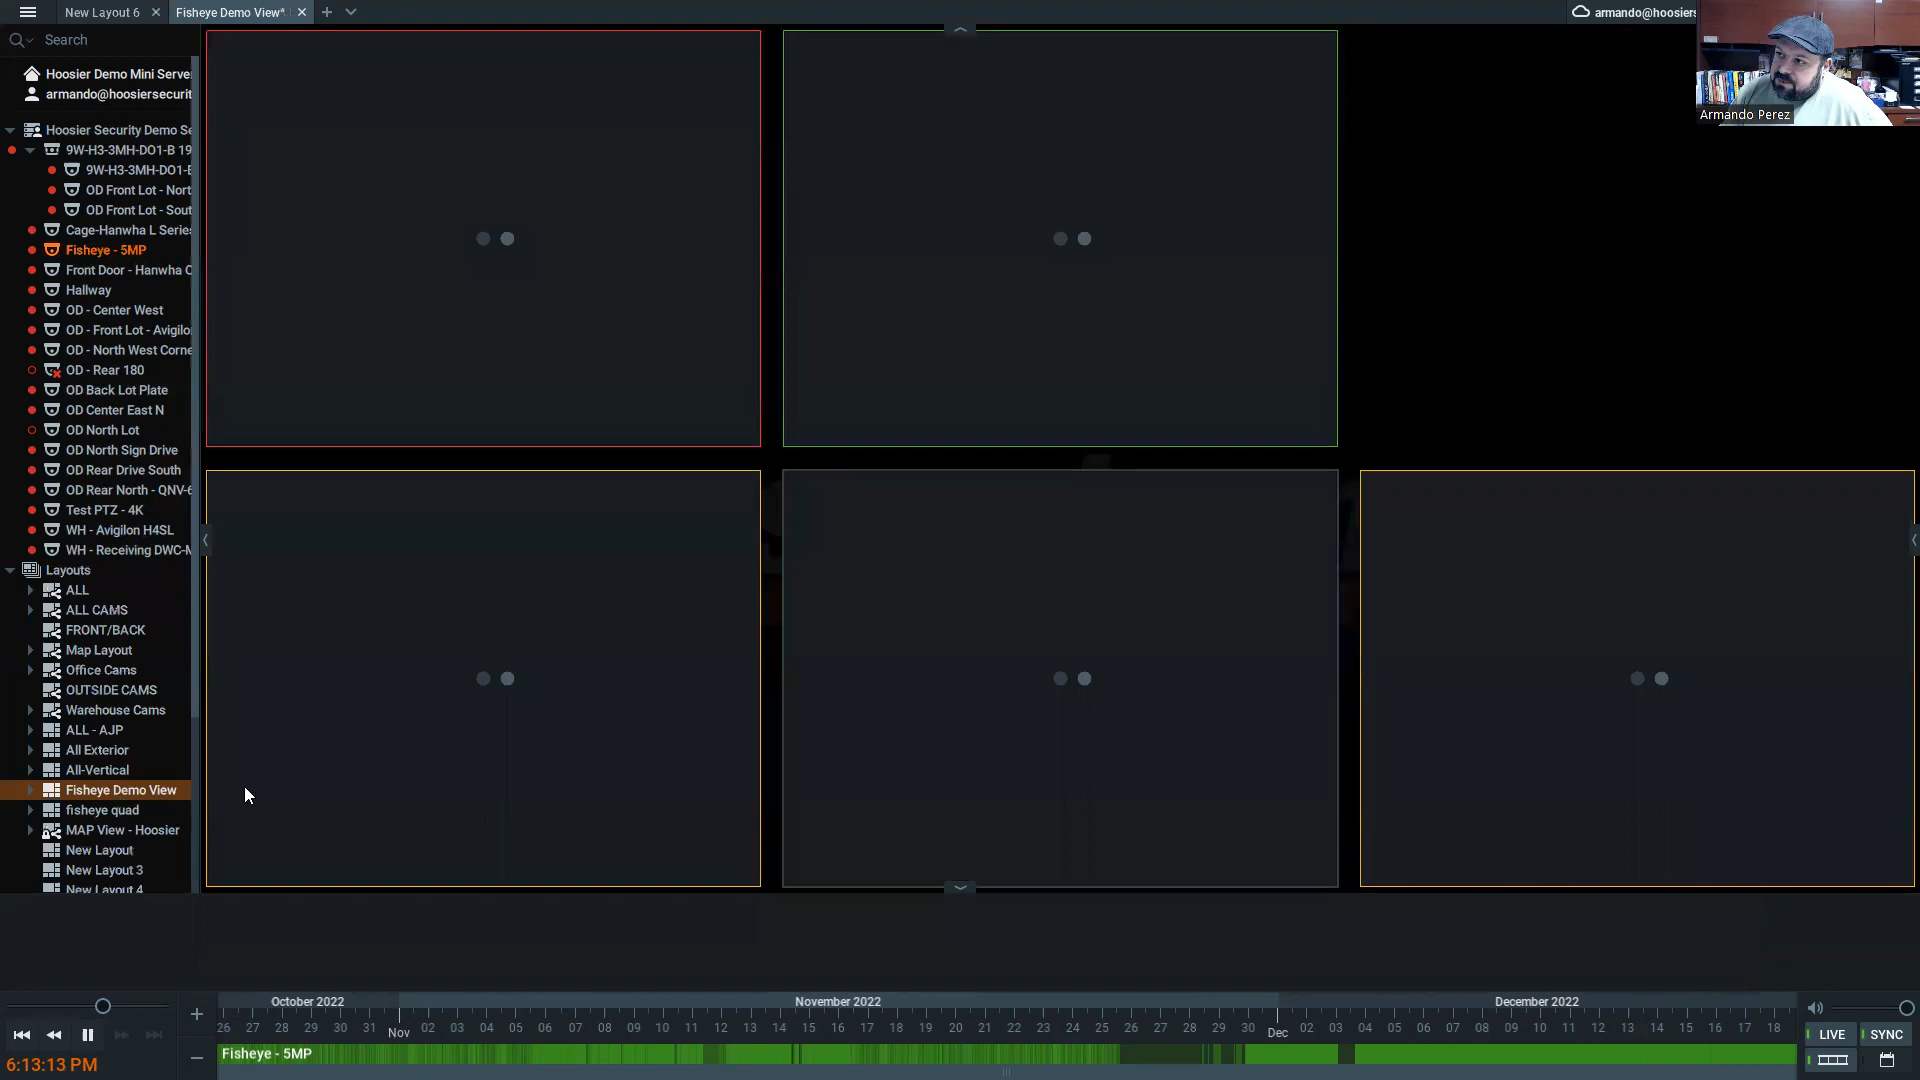 New Layout 6
Fisheye Demo View*
armando@hoosiers
Search
Hoosier Demo Mini Serve
armando@hoosiersecurit
Armando Perez
Hoosier Security Demo Se
9W-H3-3MH-DO1-B 19
9W-H3-3MH-DO1-B
OD Front Lot - Nort
OD Front Lot - Sout
Cage-Hanwha L Series
Fisheye - 5MP
Front Door - Hanwha
Hallway
OD - Center West
OD - Front Lot - Avigilo
OD - North West Corne
OD - Rear 180
OD Back Lot Plate
OD Center East N
OD North Lot
OD North Sign Drive
OD Rear Drive South
OD Rear North - QNV-6
Test PTZ - 4K
WH - Avigilon H4SL
WH - Receiving DWC-M
Layouts
ALL
ALL CAMS
FRONT/BACK
Map Layout
Office Cams
OUTSIDE CAMS
Warehouse Cams
ALL - AJP
All Exterior
All-Vertical
Fisheye Demo View
fisheye quad
MAP View - Hoosier
New Layout
New Layout 3
New Layout 4
October 2022 November 2022 December 2022
26 27 28 29 30 31 Nov 02 03 04 05 06 07 08 09 10 11 12 13 14 15 16 17 18 19 20 21 22 23 24 25 26 27 28 29 30 Dec 02 03 04 05 06 07 08 09 10 11 12 13 14 15 16 17 18
LIVE SYNC
Fisheye - 5MP
6:13:13 PM